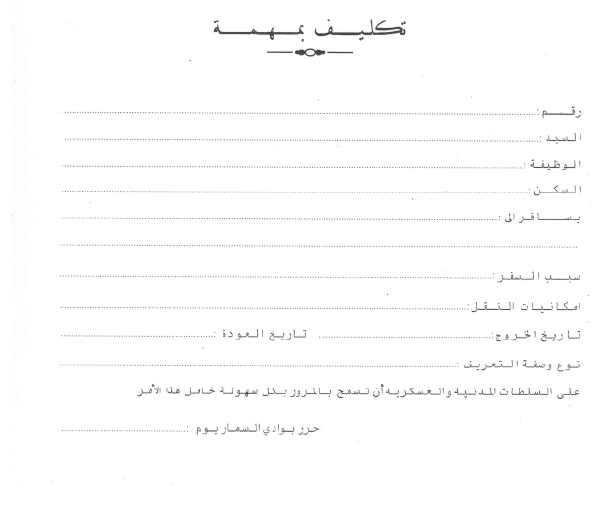 تكليف بمهمة
رقم :
السيد :
الوظيفة :
السكن :
يسافر الى :
سبب السفر :
امكانيات النقل :
تاريخ الخروج : تاريخ العودة :
نوع وصفة التعريف :
على السلطات المدنية والعسكرية أن تسمح بالمرور بكل سهولة حامل هذا الأمر
حرر بوادي السمار يوم :